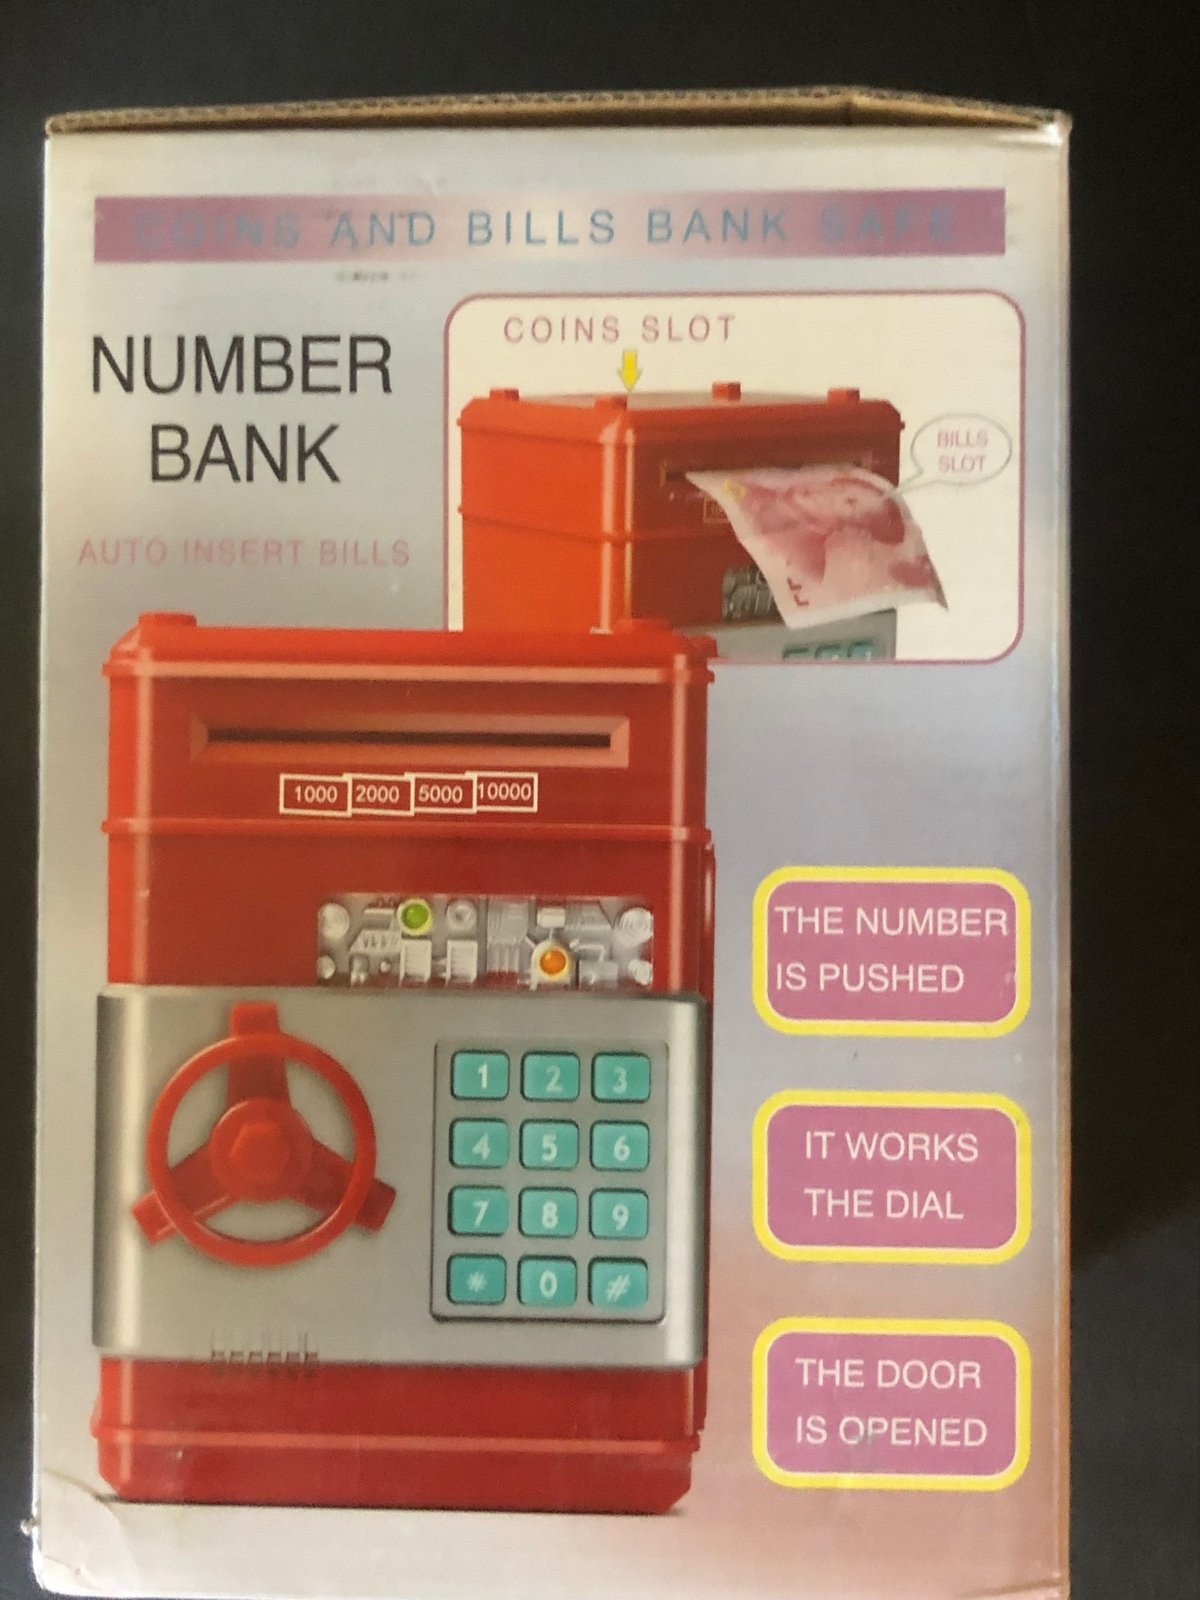 COINS AND BILLS BANK SAFE
NUMBER
BANK
AUTO INSERT BILLS
COINS SLOT
BILLS
SLOT
1000 2000 5000 10000
1 2 3
4 5 6
7 8 9
* 0 #
THE NUMBER
IS PUSHED
IT WORKS
THE DIAL
THE DOOR
IS OPENED